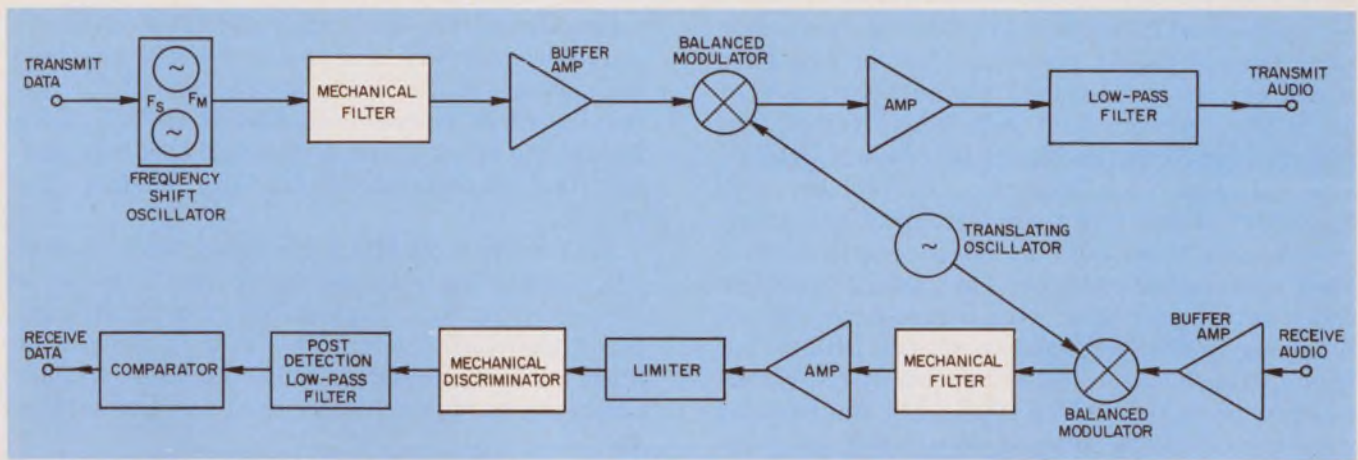 TRANSMIT
DATA
F_S
F_M
FREQUENCY
SHIFT
OSCILLATOR
MECHANICAL
FILTER
BUFFER
AMP
BALANCED
MODULATOR
AMP
LOW-PASS
FILTER
TRANSMIT
AUDIO
TRANSLATING
OSCILLATOR
RECEIVE
DATA
COMPARATOR
POST
DETECTION
LOW-PASS
FILTER
MECHANICAL
DISCRIMINATOR
LIMITER
AMP
MECHANICAL
FILTER
BALANCED
MODULATOR
BUFFER
AMP
RECEIVE
AUDIO